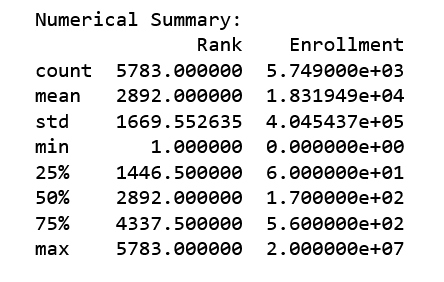 Numerical Summary:
Rank Enrollment
count 5783.000000 5.749000e+03
mean 2892.000000 1.831949e+04
std 1669.552635 4.045437e+05
min 1.000000 0.000000e+00
25% 1446.500000 6.000000e+01
50% 2892.000000 1.700000e+02
75% 4337.500000 5.600000e+02
max 5783.000000 2.000000e+07